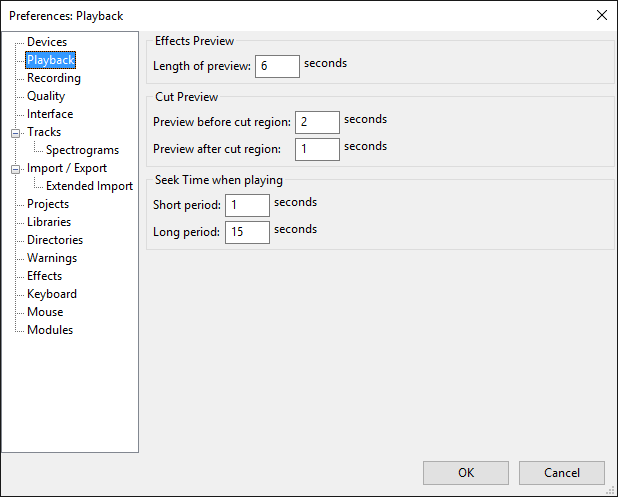 Preferences: Playback
Devices
Playback
Recording
Quality
Interface
Tracks
Spectrograms
Import / Export
Extended Import
Projects
Libraries
Directories
Warnings
Effects
Keyboard
Mouse
Modules
Effects Preview
Length of preview: 6 seconds
Cut Preview
Preview before cut region: 2 seconds
Preview after cut region: 1 seconds
Seek Time when playing
Short period: 1 seconds
Long period: 15 seconds
OK Cancel